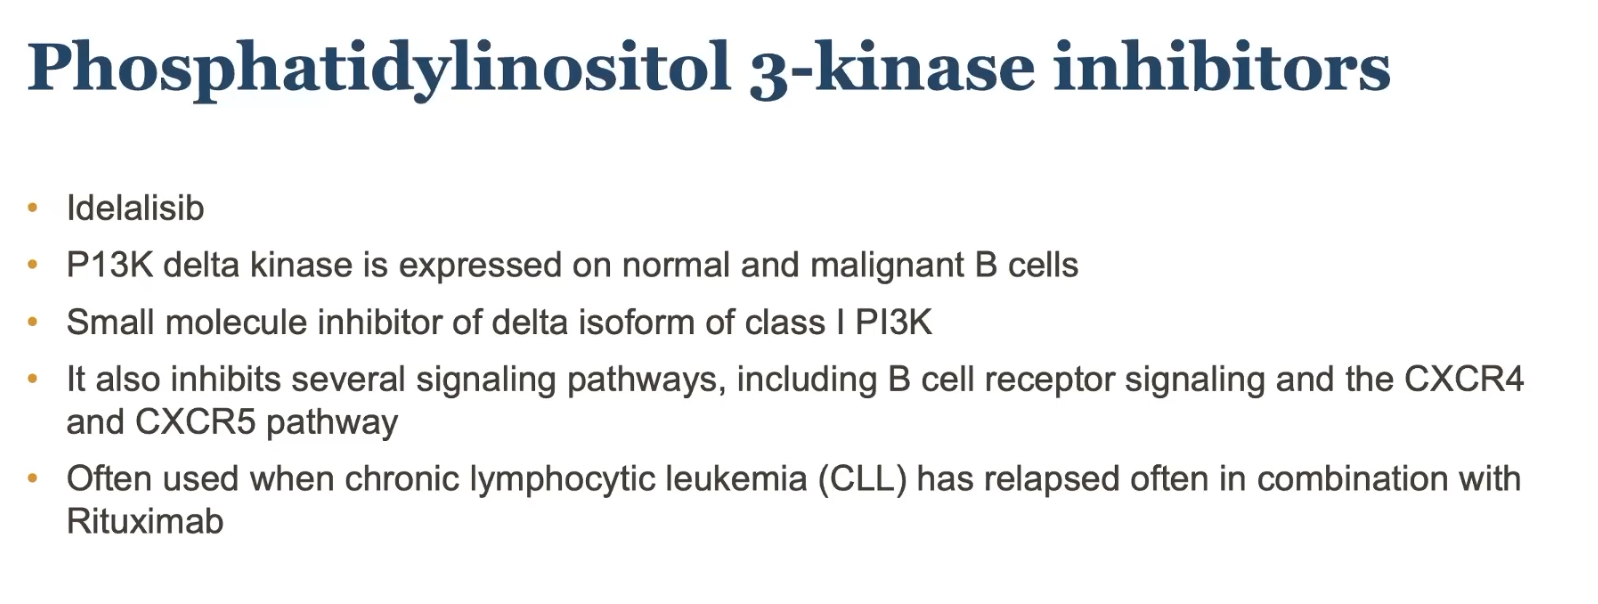 Phosphatidylinositol 3-kinase inhibitors
• Idelalisib
• P13K delta kinase is expressed on normal and malignant B cells
• Small molecule inhibitor of delta isoform of class I PI3K
• It also inhibits several signaling pathways, including B cell receptor signaling and the CXCR4
and CXCR5 pathway
• Often used when chronic lymphocytic leukemia (CLL) has relapsed often in combination with
Rituximab